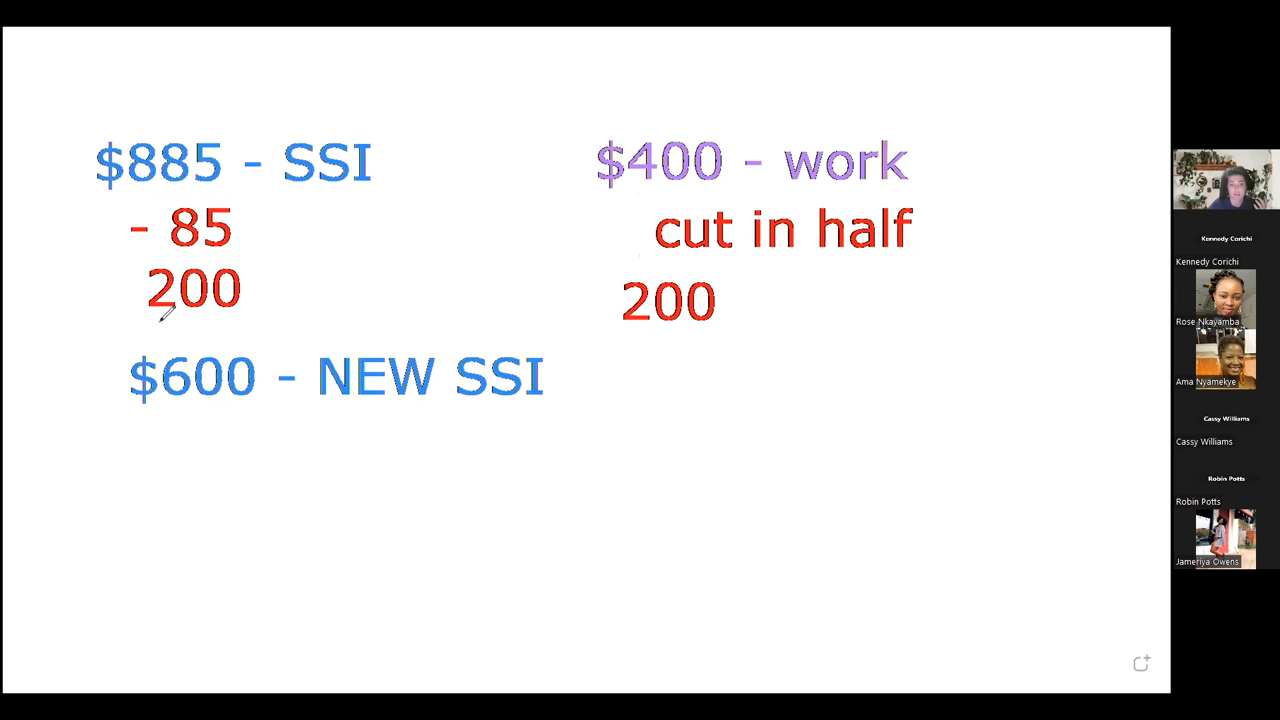 $885 - SSI
- 85
200
$600 - NEW SSI
$400 - work
cut in half
200
Kennedy Corichi
Kennedy Corichi
Rose Nkayamba
Ama Nyamekye
Cassy Williams
Cassy Williams
Robin Potts
Robin Potts
Jameriya Owens